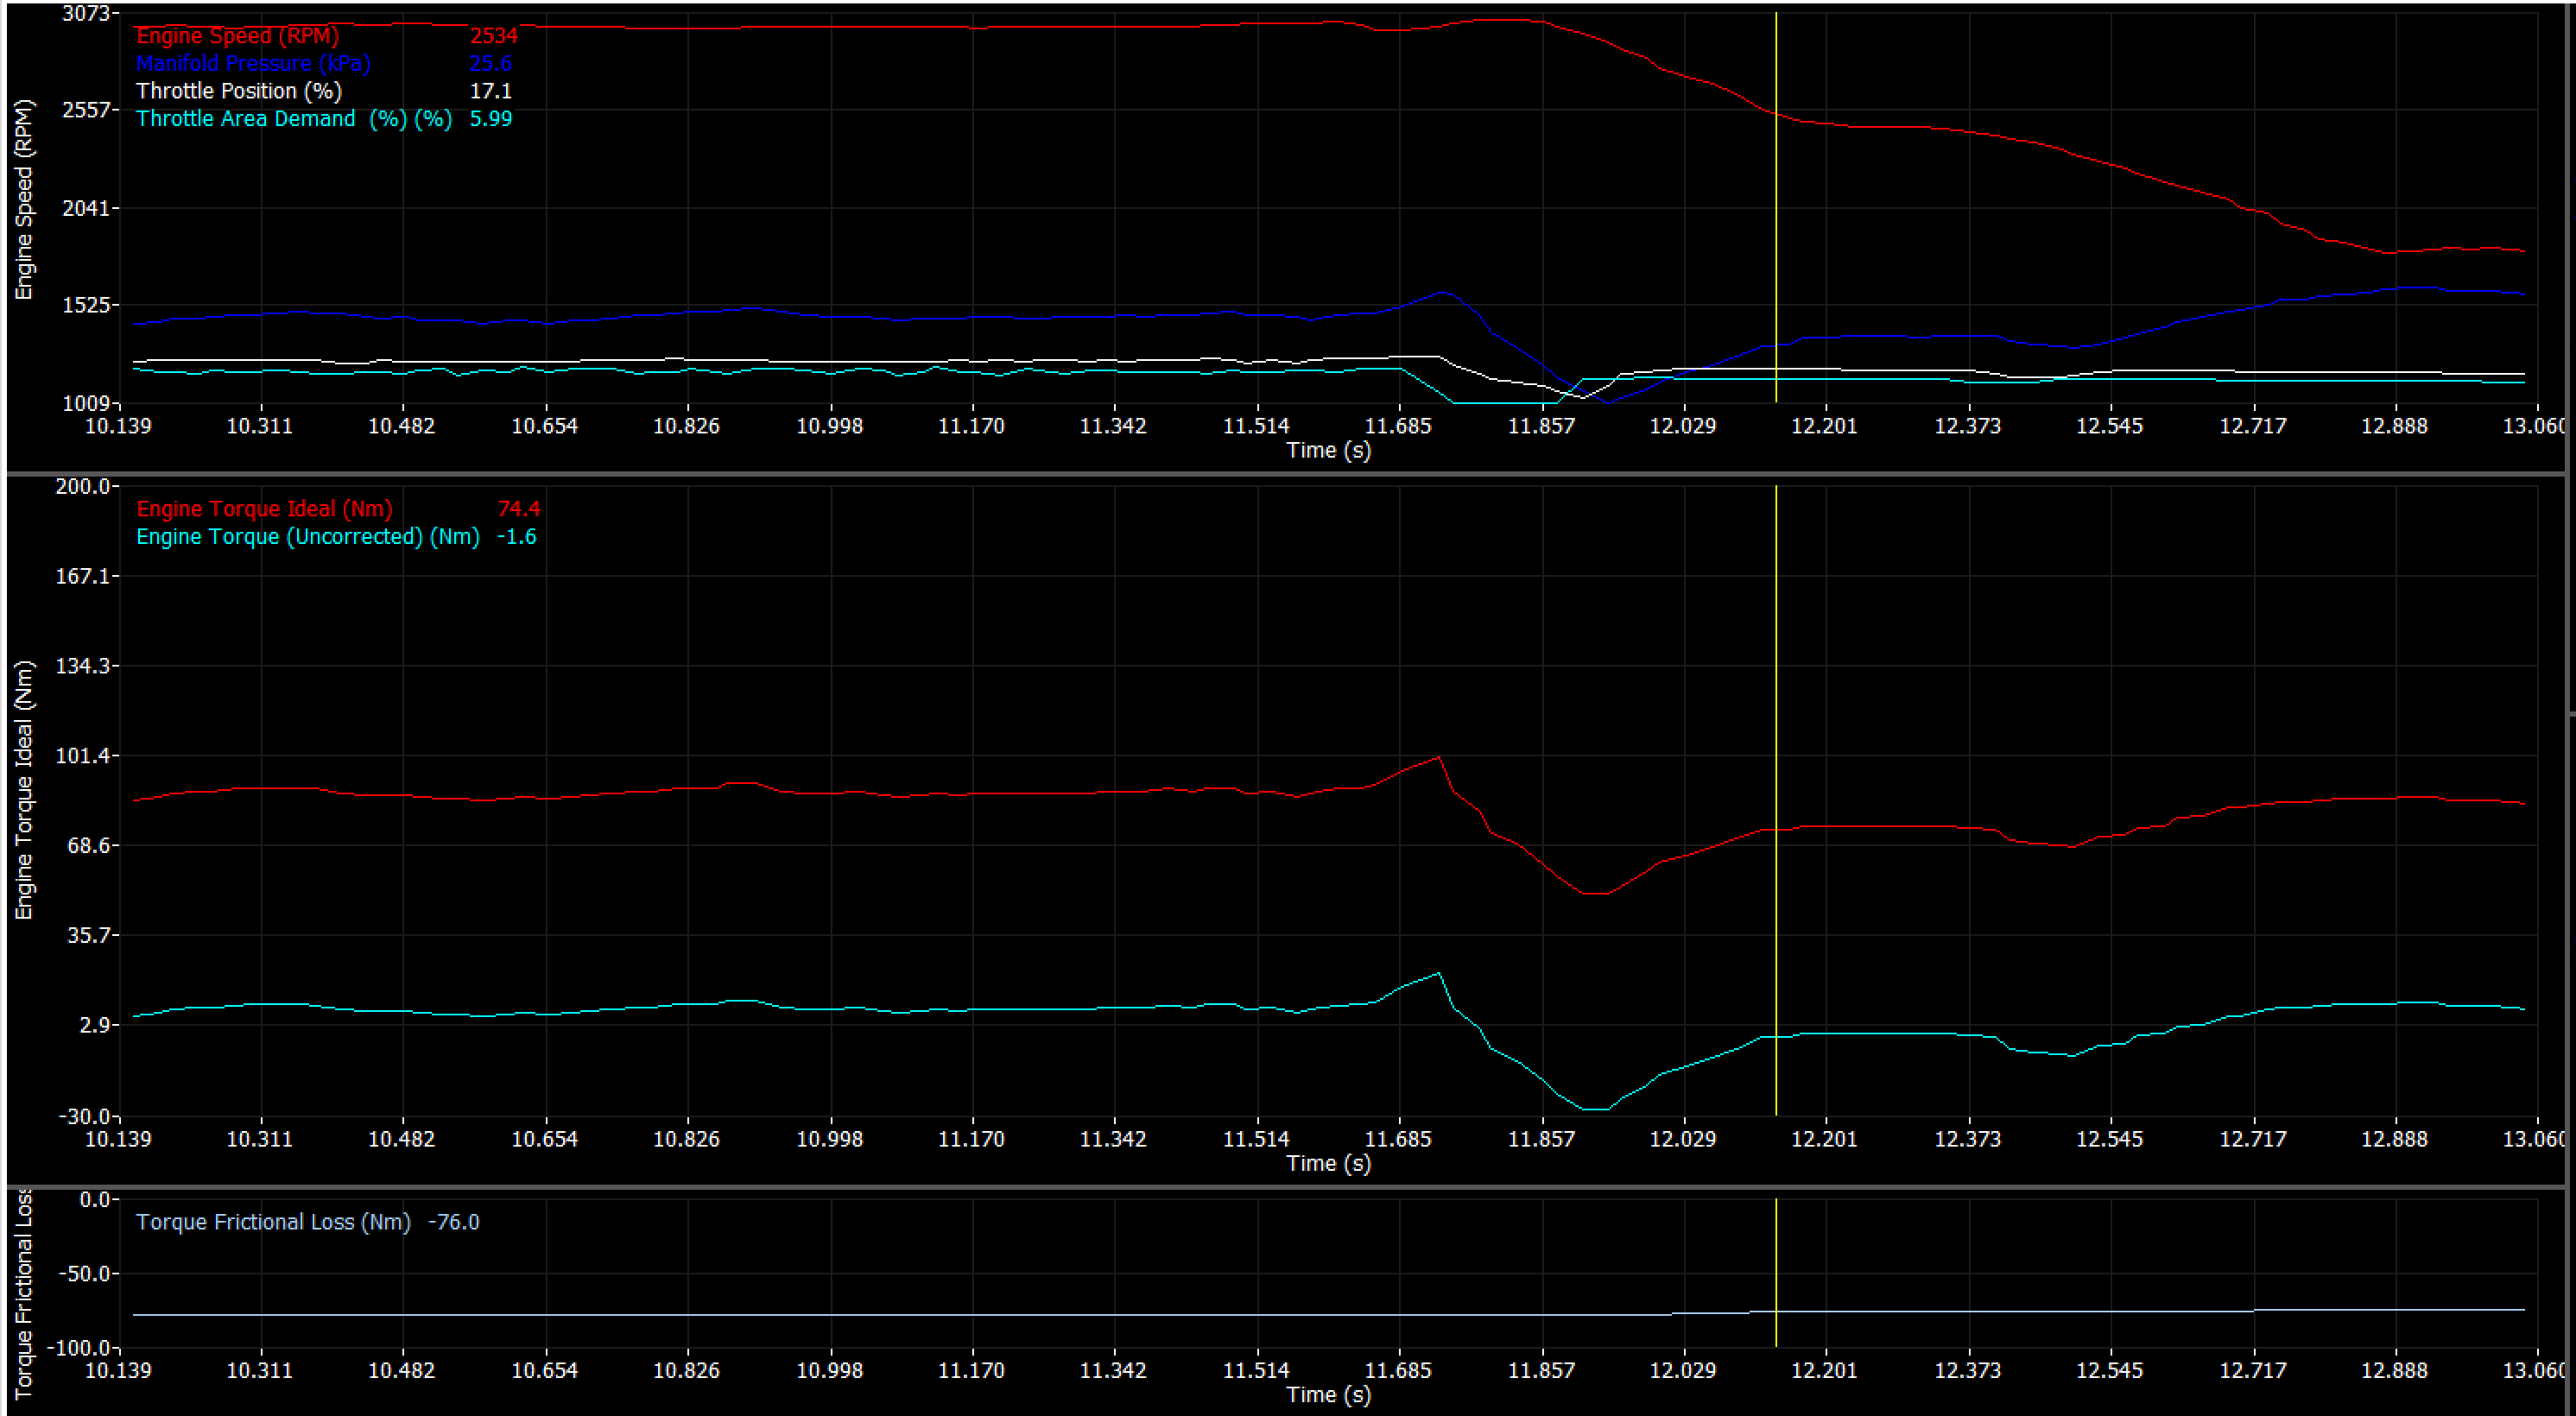 3073
Engine Speed (RPM) 2534
Manifold Pressure (kPa) 25.6
Throttle Position (%) 17.1
Throttle Area Demand (%) (%) 5.99
2557
2041
1525
1009
Engine Speed (RPM)
10.139 10.311 10.482 10.654 10.826 10.998 11.170 11.342 11.514 11.685 11.857 12.029 12.201 12.373 12.545 12.717 12.888 13.060
Time (s)
200.0
Engine Torque Ideal (Nm) 74.4
Engine Torque (Uncorrected) (Nm) -1.6
167.1
134.3
101.4
68.6
35.7
2.9
-30.0
Engine Torque Ideal (Nm)
10.139 10.311 10.482 10.654 10.826 10.998 11.170 11.342 11.514 11.685 11.857 12.029 12.201 12.373 12.545 12.717 12.888 13.060
Time (s)
0.0
Torque Frictional Loss (Nm) -76.0
-50.0
-100.0
Torque Frictional Loss
10.139 10.311 10.482 10.654 10.826 10.998 11.170 11.342 11.514 11.685 11.857 12.029 12.201 12.373 12.545 12.717 12.888 13.060
Time (s)